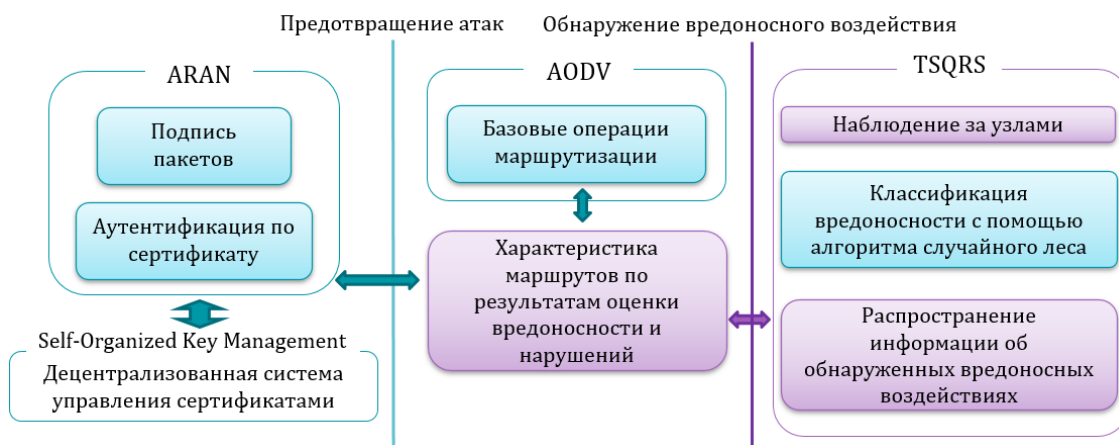 Предотвращение атак
Обнаружение вредоносного воздействия
ARAN
Подпись
пакетов
Аутентификация по
сертификату
Self-Organized Key Management
Децентрализованная система
управления сертификатами
AODV
Базовые операции
маршрутизации
Характеристика
маршрутов по
результатам оценки
вредоносности и
нарушений
TSQRS
Наблюдение за узлами
Классификация
вредоносности с помощью
алгоритма случайного леса
Распространение
информации об
обнаруженных вредоносных
воздействиях